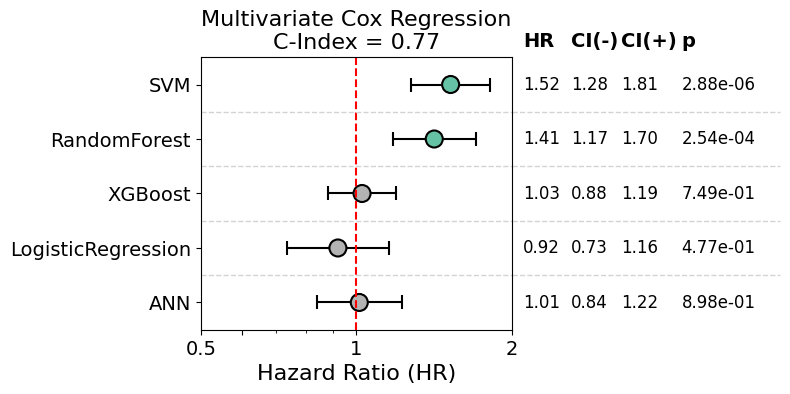 Multivariate Cox Regression
C-Index = 0.77
HR CI(-) CI(+) p
SVM 1.52 1.28 1.81 2.88e-06
RandomForest 1.41 1.17 1.70 2.54e-04
XGBoost 1.03 0.88 1.19 7.49e-01
LogisticRegression 0.92 0.73 1.16 4.77e-01
ANN 1.01 0.84 1.22 8.98e-01
0.5 1 2
Hazard Ratio (HR)